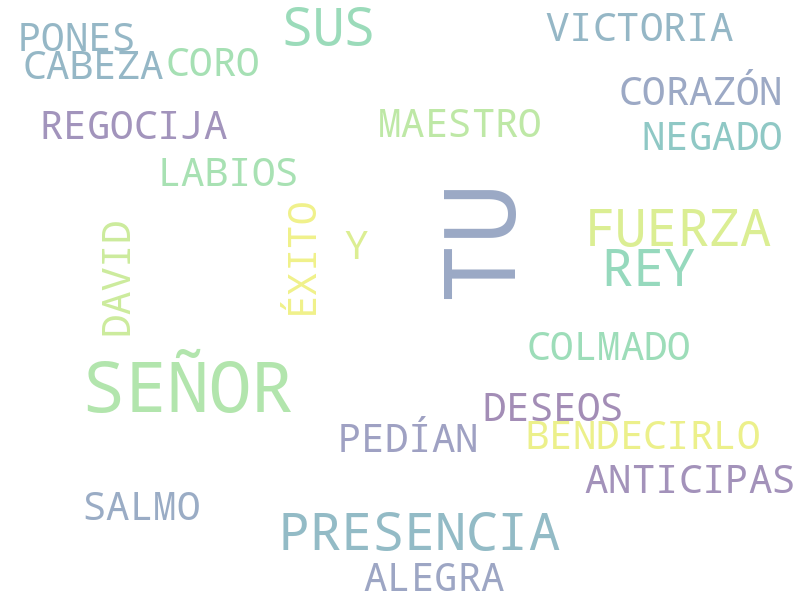 SUS
VICTORIA
PONES
CABEZA
CORO
CORAZÓN
REGOCIJA
MAESTRO
NEGADO
LABIOS
TU
DAVID
ÉXITO
Y
FUERZA
REY
COLMADO
SEÑOR
DESEOS
PEDÍAN
BENDECIRLO
ANTICIPAS
SALMO
PRESENCIA
ALEGRA